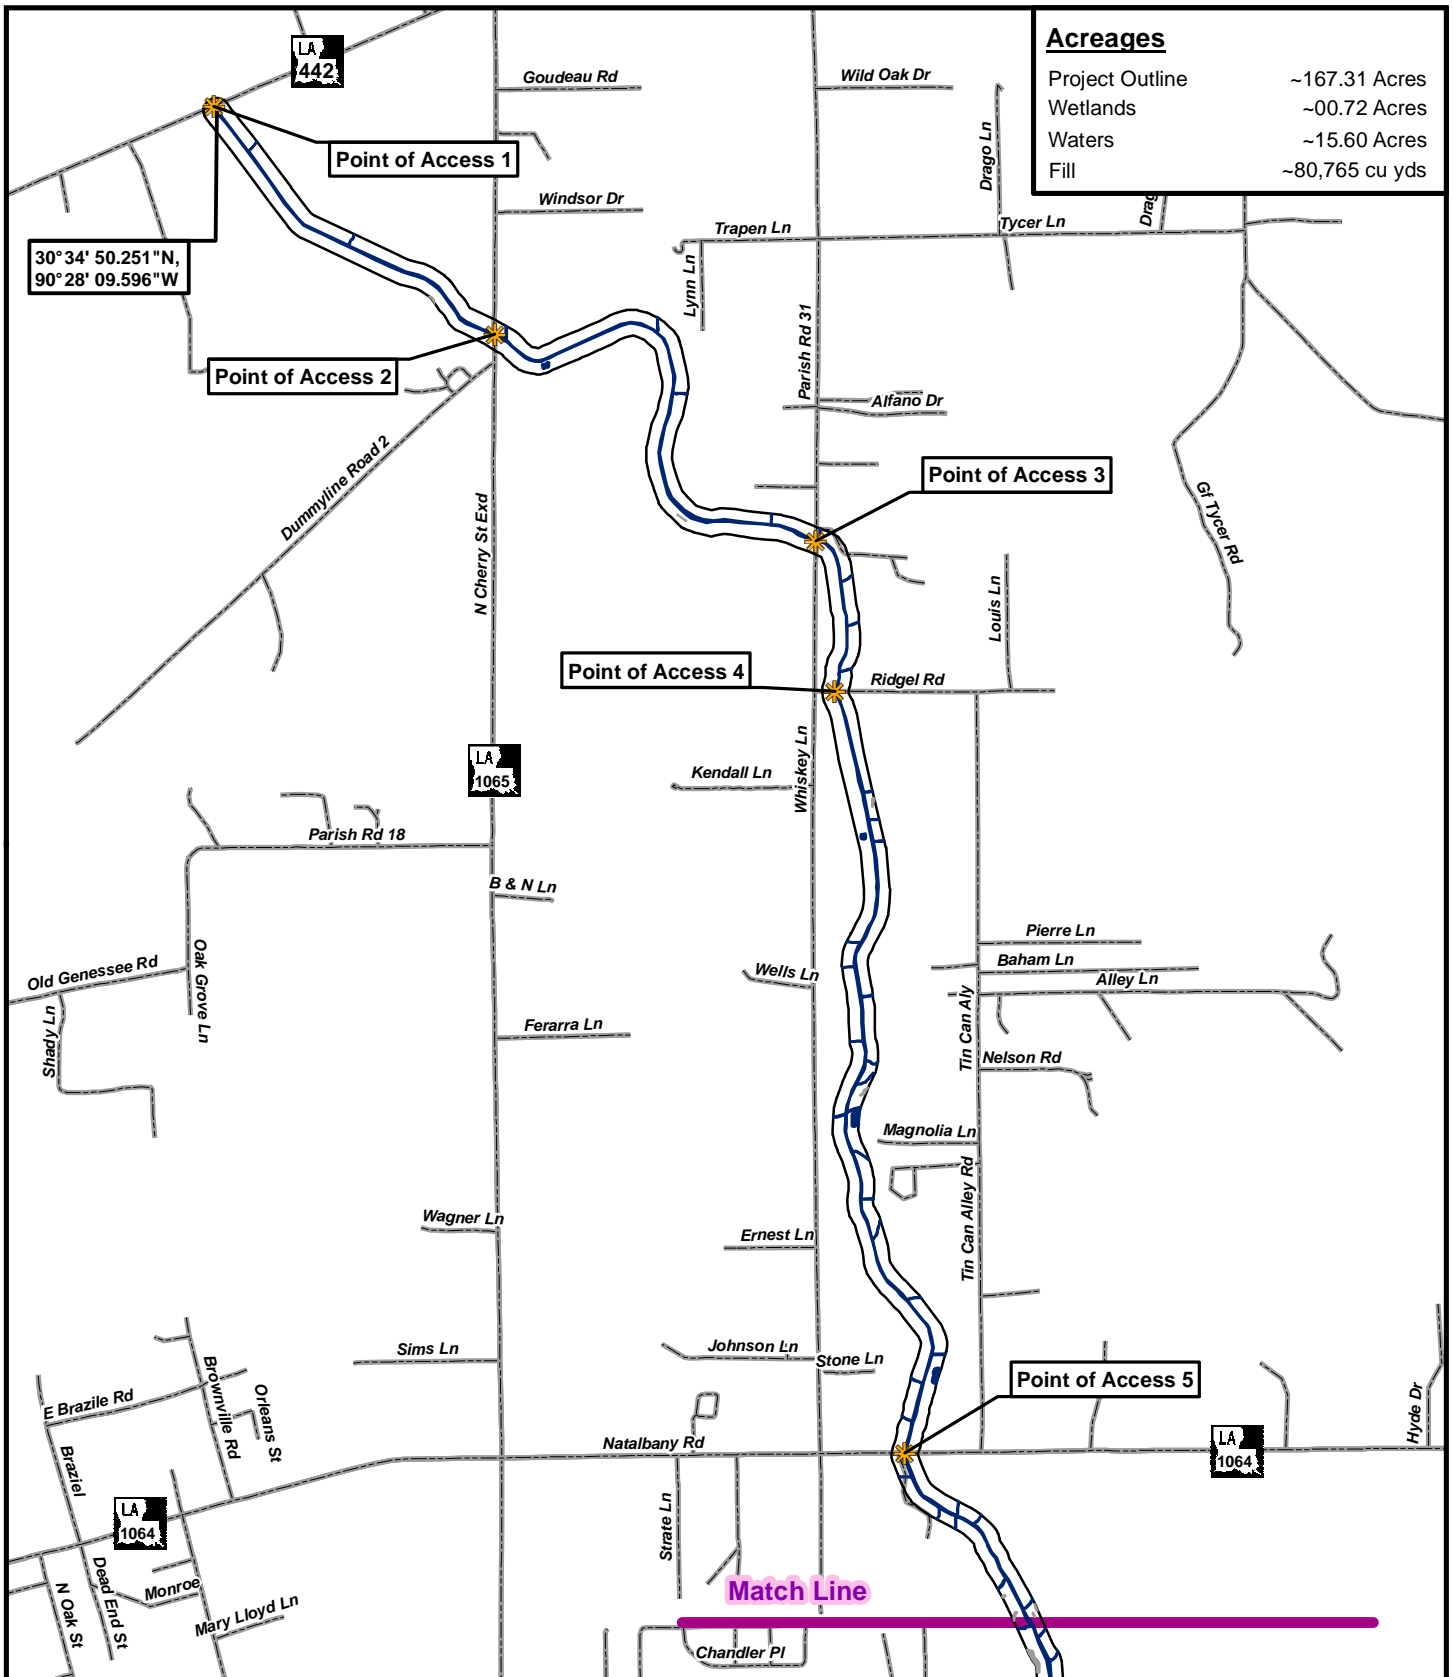 Acreages
Project Outline ~167.31 Acres
Wetlands ~00.72 Acres
Waters ~15.60 Acres
Fill ~80,765 cu yds
LA
442
Goudeau Rd
Wild Oak Dr
Drago Ln
Point of Access 1
Windsor Dr
Drag
Trapen Ln
Tycer Ln
30°34' 50.251"N,
90°28' 09.596"W
Lynn Ln
Parish Rd 31
Point of Access 2
Alfano Dr
Dummyline Road 2
Point of Access 3
Gf Tycer Rd
N Cherry St Exd
Louis Ln
Point of Access 4
Ridgel Rd
LA
1065
Kendall Ln
Whiskey Ln
Parish Rd 18
B & N Ln
Pierre Ln
Old Genessee Rd
Oak Grove Ln
Wells Ln
Baham Ln
Alley Ln
Shady Ln
Ferarra Ln
Tin Can Aly
Nelson Rd
Magnolia Ln
Tin Can Alley Rd
Wagner Ln
Ernest Ln
Sims Ln
Johnson Ln
Stone Ln
Point of Access 5
E Brazile Rd
Brownville Rd
Orleans St
Hyde Dr
Natalbany Rd
LA
1064
Braziel
LA
1064
Strate Ln
Dead End St
Monroe
N Oak St
Mary Lloyd Ln
Match Line
Chandler Pl